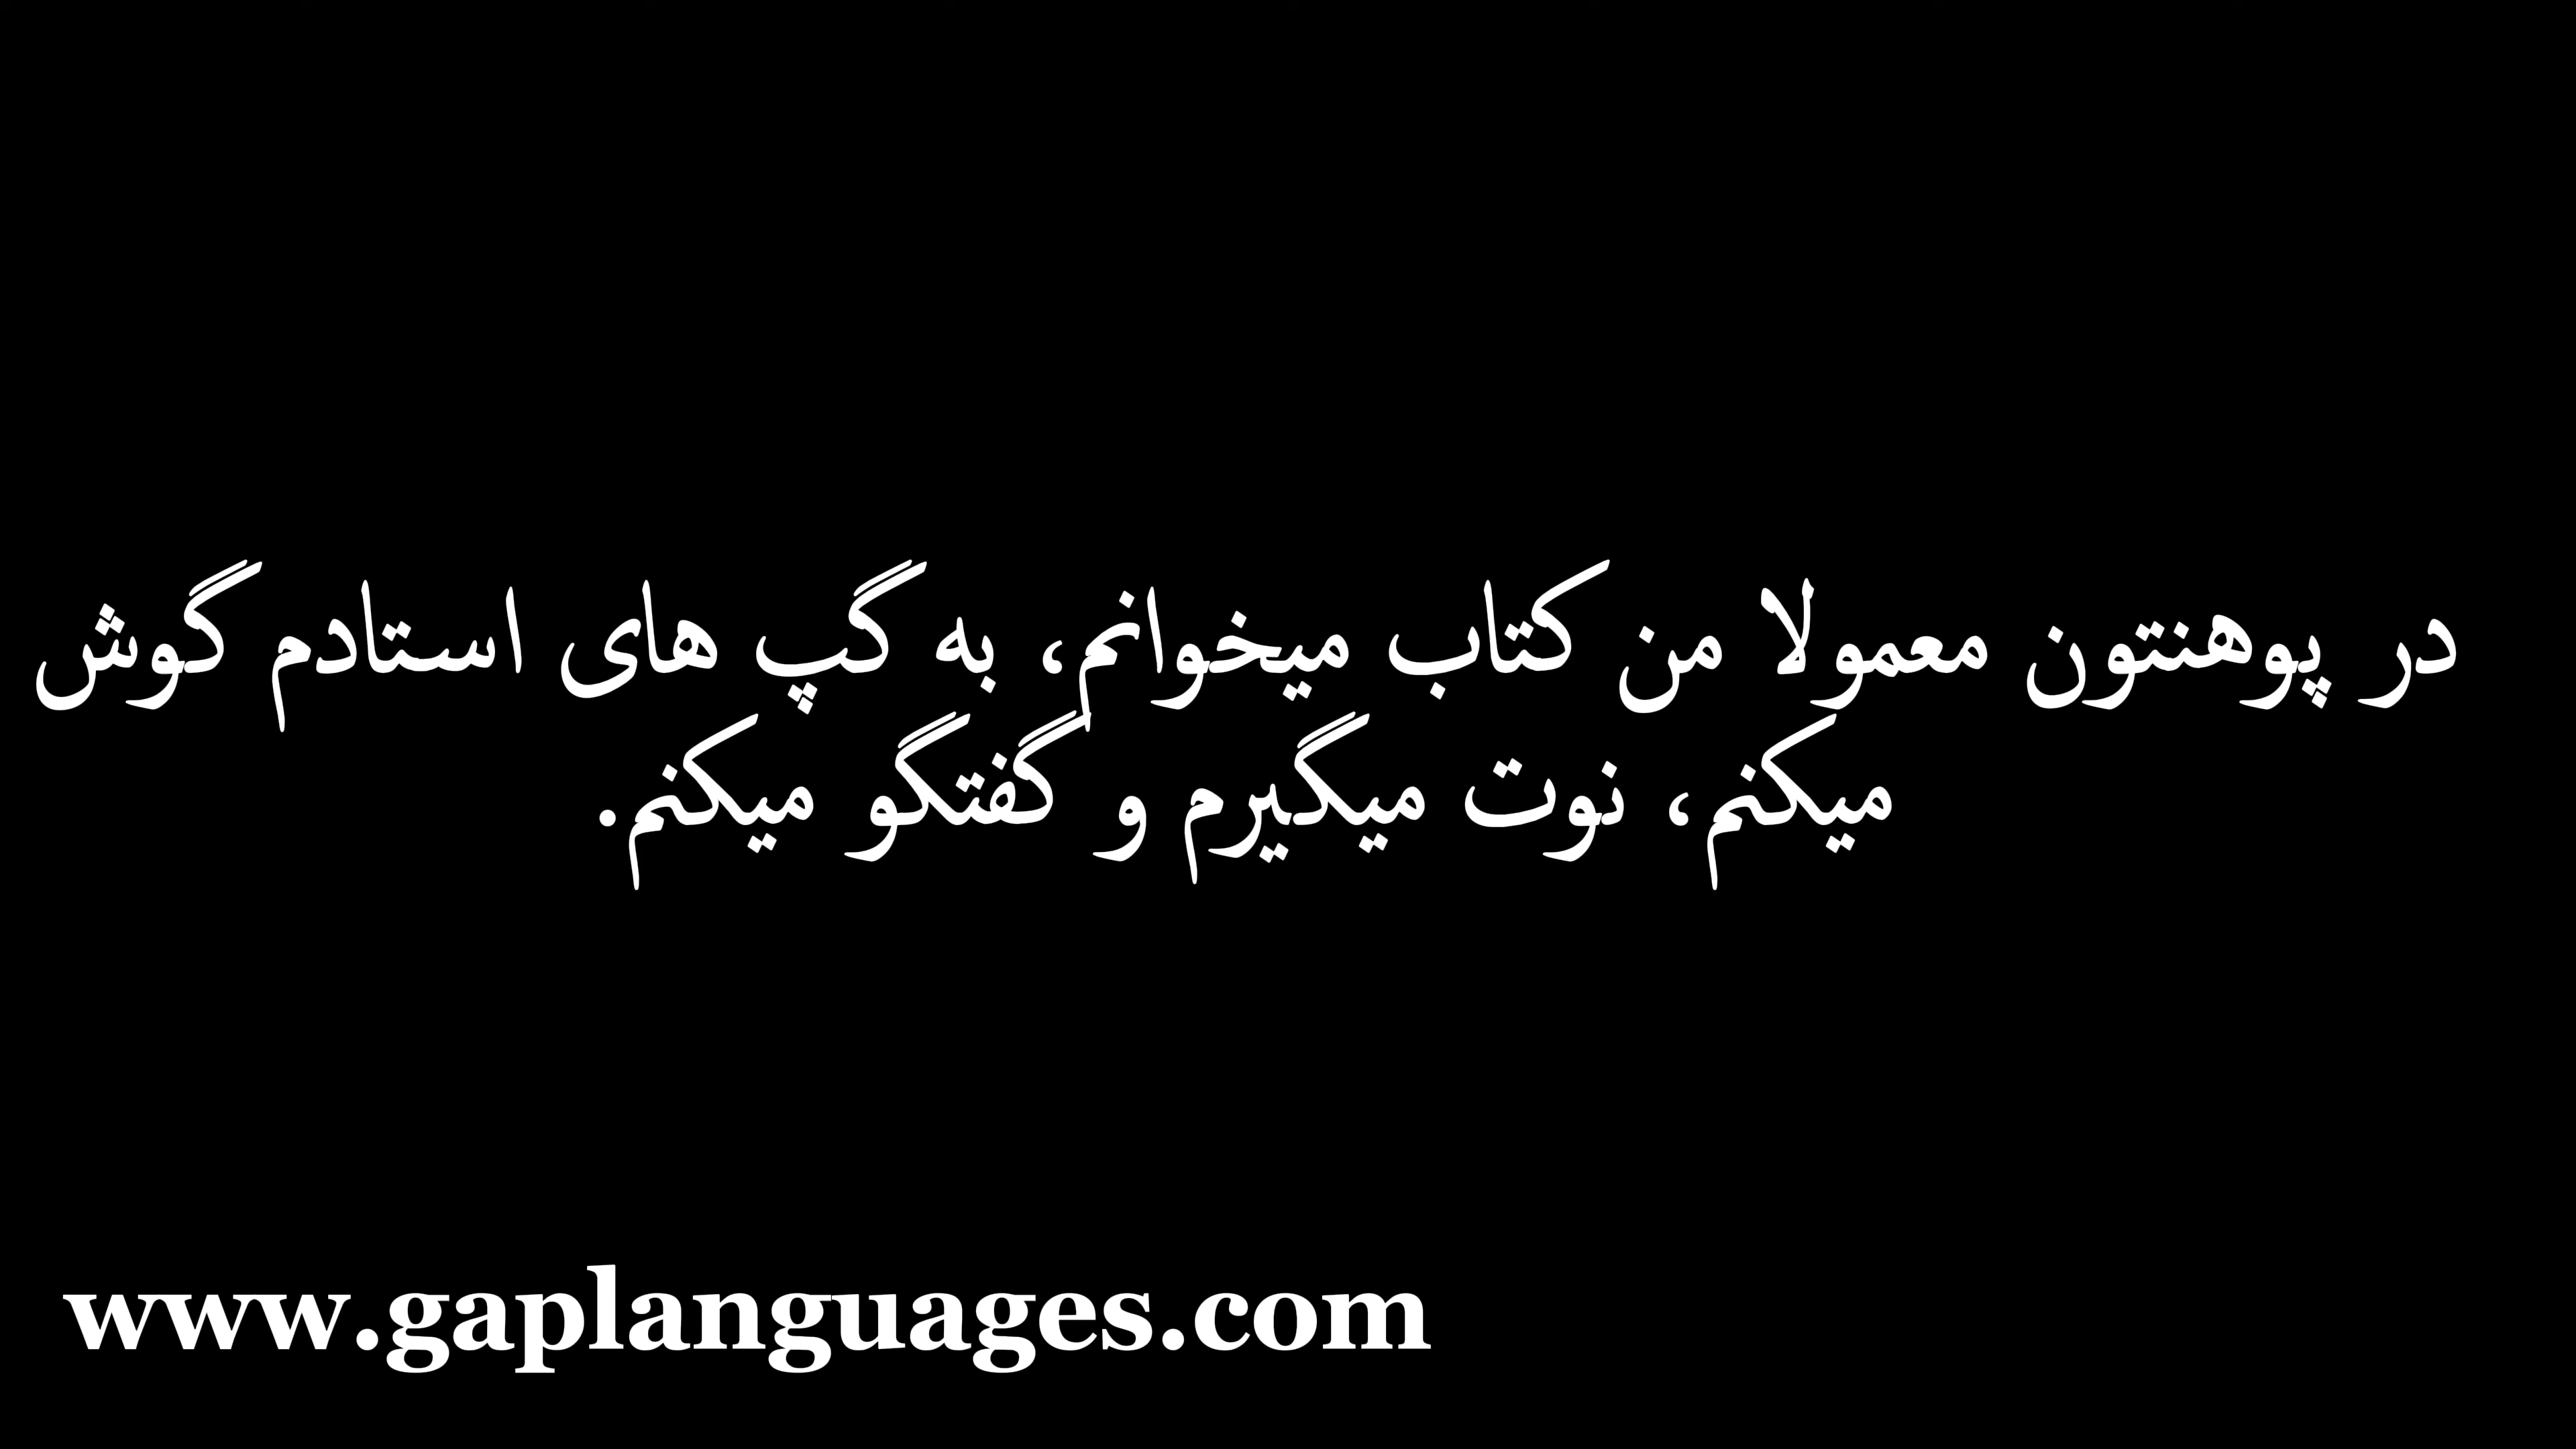 در پوهنتون معمولا من کتاب میخوانم، به گپ های استادم گوش
میکنم، نوت میگیرم و گفتگو میکنم.
www.gaplanguages.com